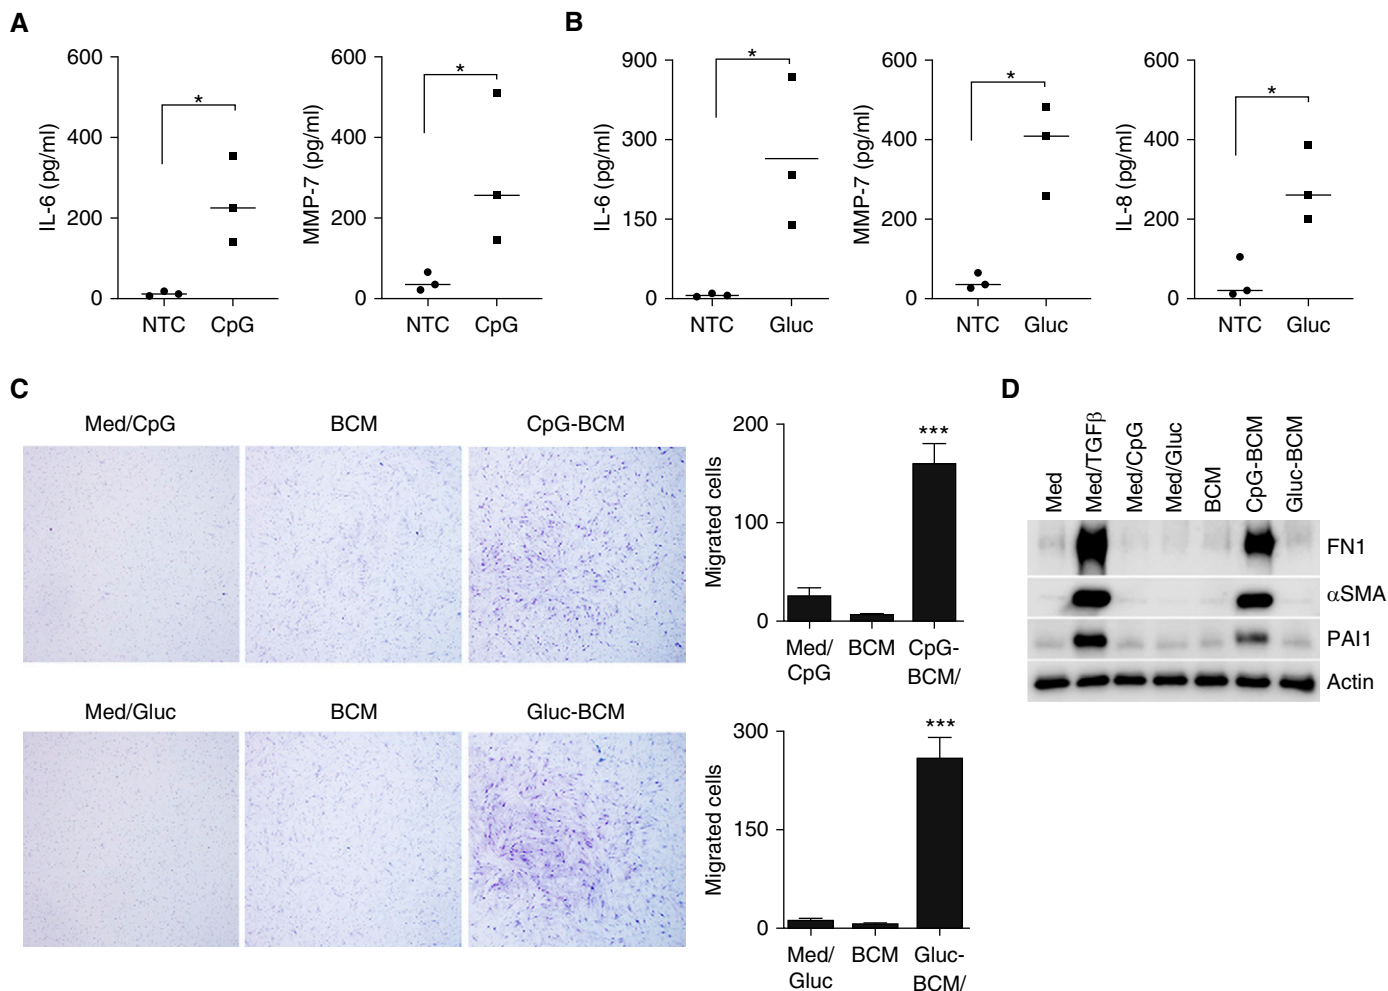 A
B
600
400
200
0
IL-6 (pg/ml)
*
NTC
CpG
600
400
200
0
MMP-7 (pg/ml)
*
NTC
CpG
900
300
150
0
IL-6 (pg/ml)
*
NTC
Gluc
600
400
200
0
MMP-7 (pg/ml)
*
NTC
Gluc
600
400
200
0
IL-8 (pg/ml)
*
NTC
Gluc
C
Med/CpG
BCM
CpG-BCM
200
100
0
Migrated cells
***
Med/
CpG
BCM
CpG-
BCM/
Med/Gluc
BCM
Gluc-BCM
300
150
0
Migrated cells
***
Med/
Gluc
BCM
Gluc-
BCM/
D
Med
Med/TGFβ
Med/CpG
Med/Gluc
BCM
CpG-BCM
Gluc-BCM
FN1
αSMA
PAI1
Actin